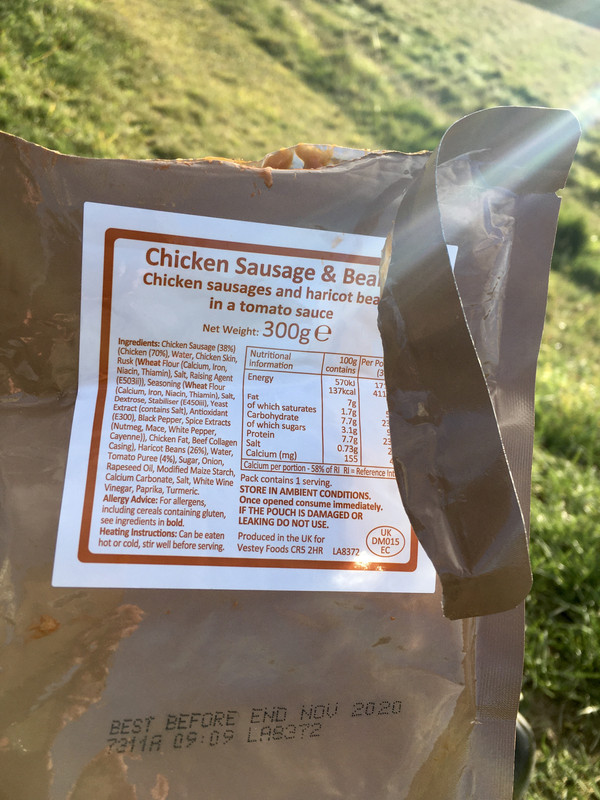 Chicken Sausage & Bea
Chicken sausages and haricot bea
in a tomato sauce
Net Weight: 300g e
Ingredients: Chicken Sausage (38%)
(Chicken (70%), Water, Chicken Skin,
Rusk (Wheat Flour (Calcium, Iron,
Niacin, Thiamin), Salt, Raising Agent
(E503ii)), Seasoning (Wheat Flour
(Calcium, Iron, Niacin, Thiamin), Salt,
Dextrose, Stabiliser (E450iii), Yeast
Extract (contains Salt), Antioxidant
(E300), Black Pepper, Spice Extracts
(Nutmeg, Mace, White Pepper,
Cayenne)), Chicken Fat, Beef Collagen
Casing), Haricot Beans (26%), Water,
Tomato Puree (4%), Sugar, Onion,
Rapeseed Oil, Modified Maize Starch,
Calcium Carbonate, Salt, White Wine
Vinegar, Paprika, Turmeric.
Allergy Advice: For allergens,
including cereals containing gluten,
see ingredients in bold.
Heating Instructions: Can be eaten
hot or cold, stir well before serving.
Nutritional information 100g contains Per Po (3
Energy 570kJ 17
137kcal 411
Fat 7g
of which saturates 1.7g 5
Carbohydrate 7.7g 23
of which sugars 3.1g 9
Protein 7.7g 23
Salt 0.73g 2
Calcium (mg) 155
Calcium per portion - 58% of RI RI = Reference Int
Pack contains 1 serving.
STORE IN AMBIENT CONDITIONS.
Once opened consume immediately.
IF THE POUCH IS DAMAGED OR
LEAKING DO NOT USE.
Produced in the UK for
Vestey Foods CR5 2HR LA8372
UK
DM015
EC
BEST BEFORE END NOV 2020
7311A 09:09 LA8372